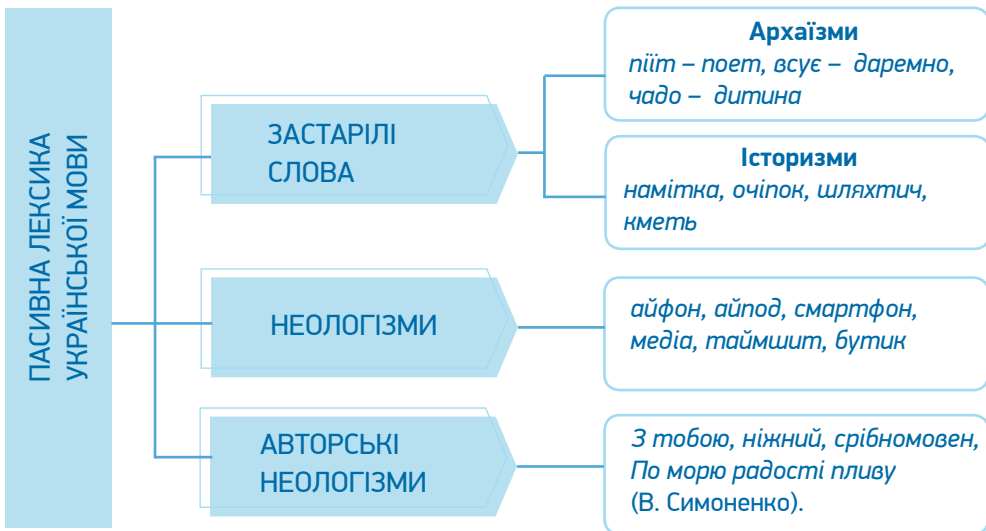 ПАСИВНА ЛЕКСИКА
УКРАЇНСЬКОЇ МОВИ
ЗАСТАРІЛІ
СЛОВА
Архаїзми
піїт – поет, всує – даремно,
чадо – дитина
Історизми
намітка, очіпок, шляхтич,
кметь
НЕОЛОГІЗМИ
айфон, айпод, смартфон,
медіа, таймшит, бутик
АВТОРСЬКІ
НЕОЛОГІЗМИ
З тобою, ніжний, срібномовен,
По морю радості пливу
(В. Симоненко).